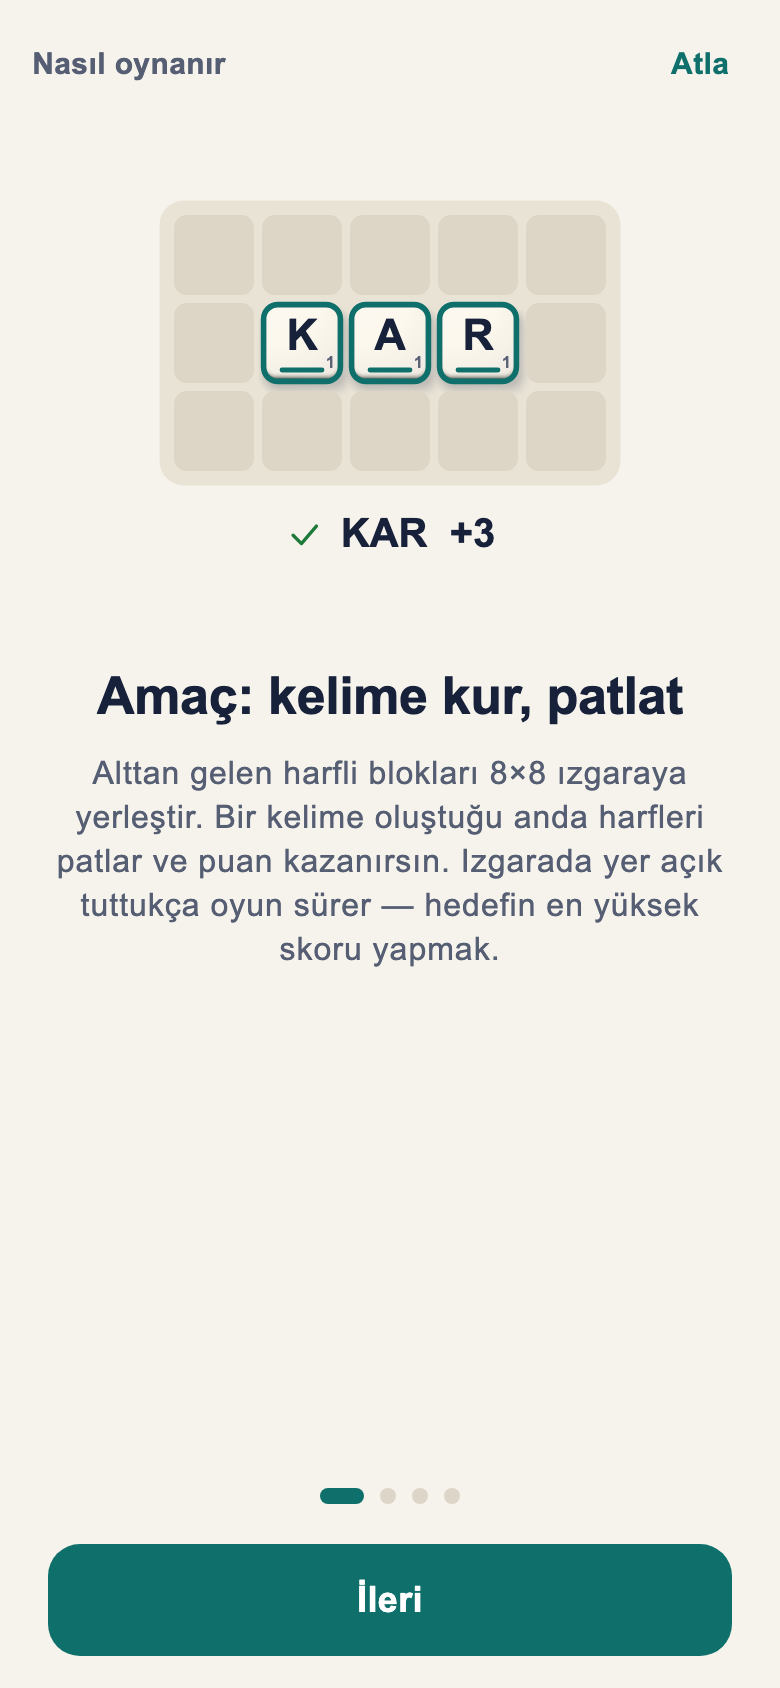 Nasıl oynanır
Atla
K 1 A 1 R 1
KAR +3
Amaç: kelime kur, patlat
Alttan gelen harfli blokları 8×8 ızgaraya
yerleştir. Bir kelime oluştuğu anda harfleri
patlar ve puan kazanırsın. Izgarada yer açık
tuttukça oyun sürer — hedefin en yüksek
skoru yapmak.
İleri